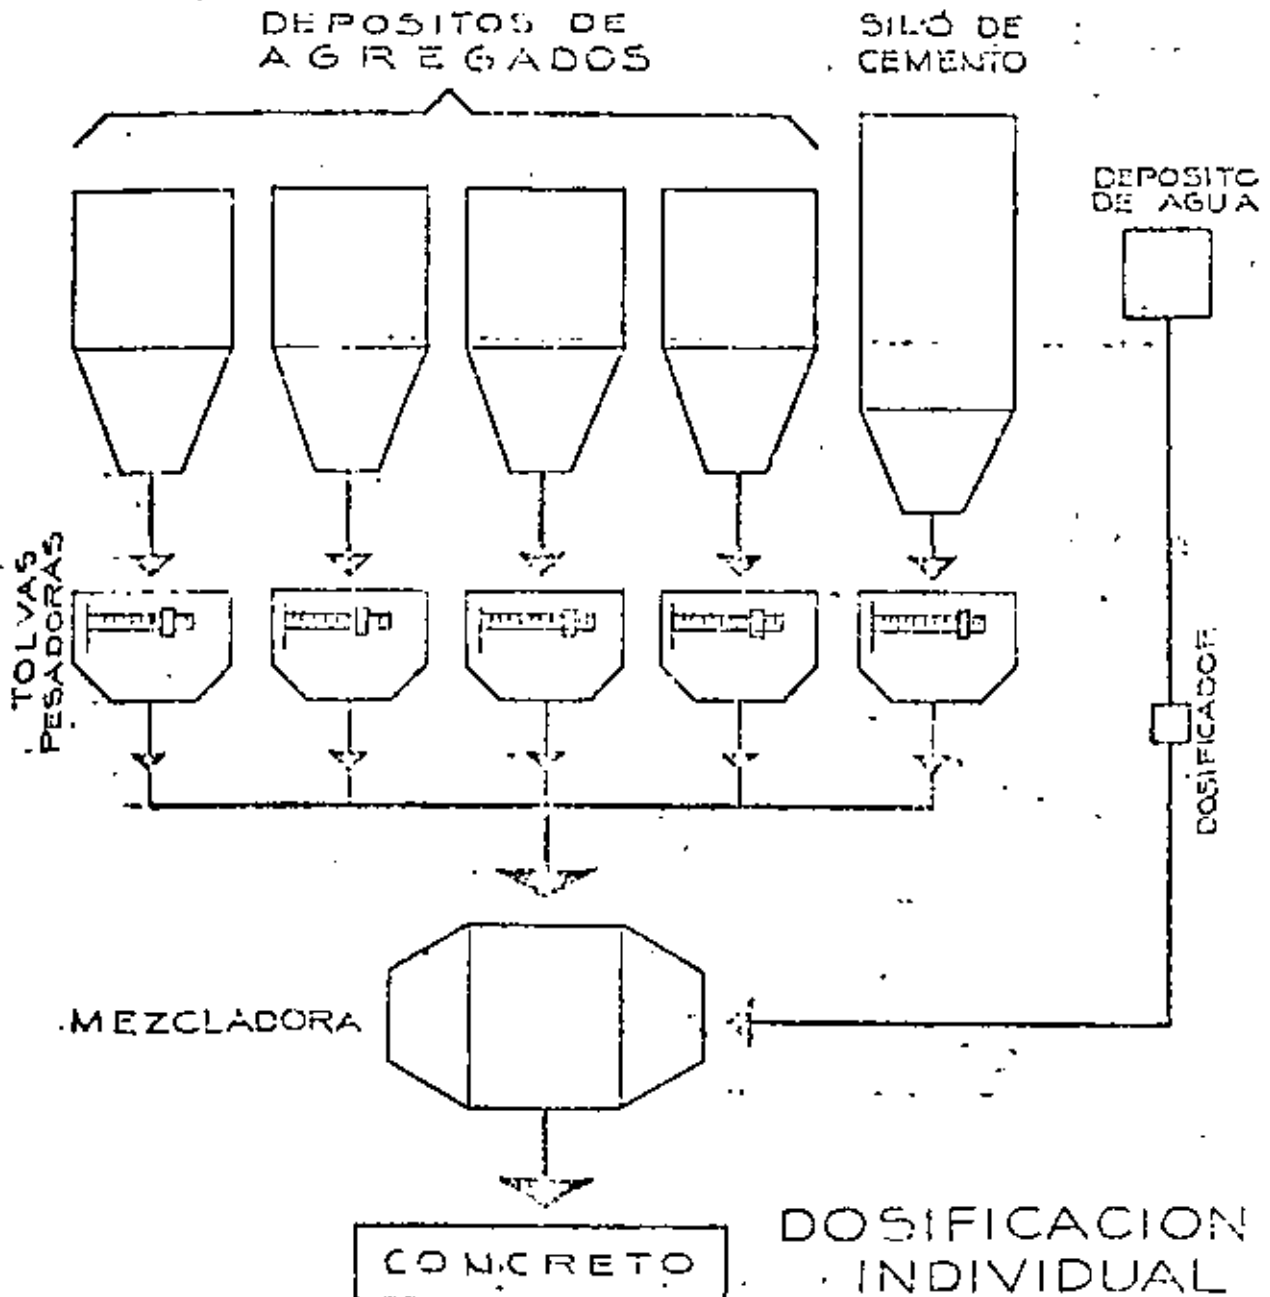 DEPOSITOS DE
AGREGADOS
SILO DE
CEMENTO
DEPOSITO
DE AGUA
TOLVAS
PESADORAS
DOSIFICADOR
MEZCLADORA
CONCRETO
DOSIFICACION
INDIVIDUAL